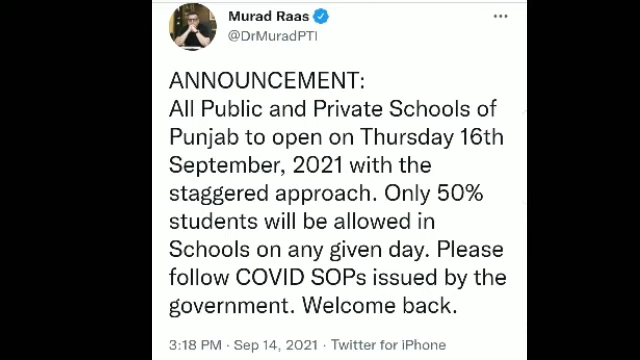 Murad Raas
@DrMuradPTI
ANNOUNCEMENT:
All Public and Private Schools of
Punjab to open on Thursday 16th
September, 2021 with the
staggered approach. Only 50%
students will be allowed in
Schools on any given day. Please
follow COVID SOPs issued by the
government. Welcome back.
3:18 PM · Sep 14, 2021 · Twitter for iPhone